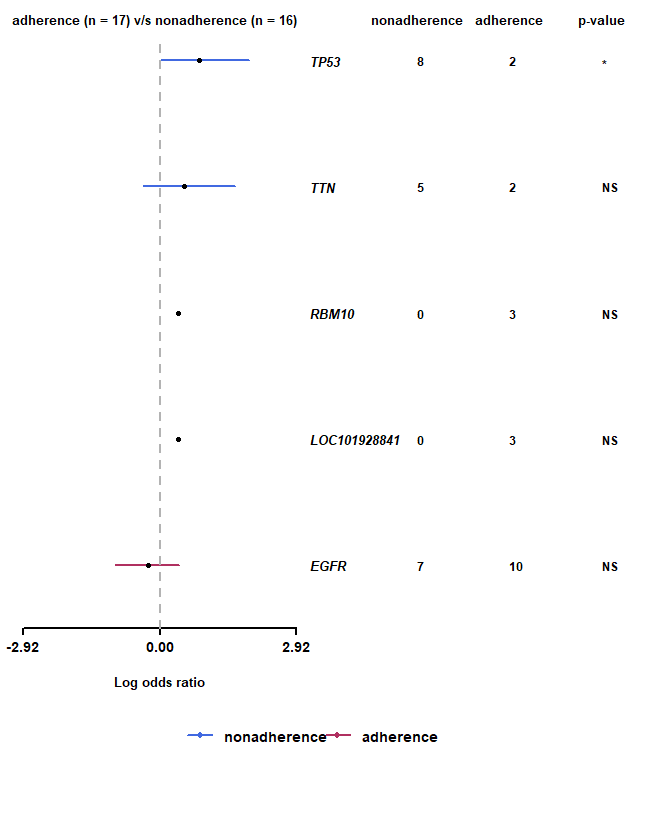 adherence (n = 17) v/s nonadherence (n = 16) nonadherence adherence p-value
TP53 8 2 *
TTN 5 2 NS
RBM10 0 3 NS
LOC101928841 0 3 NS
EGFR 7 10 NS
-2.92 0.00 2.92
Log odds ratio
nonadherence adherence